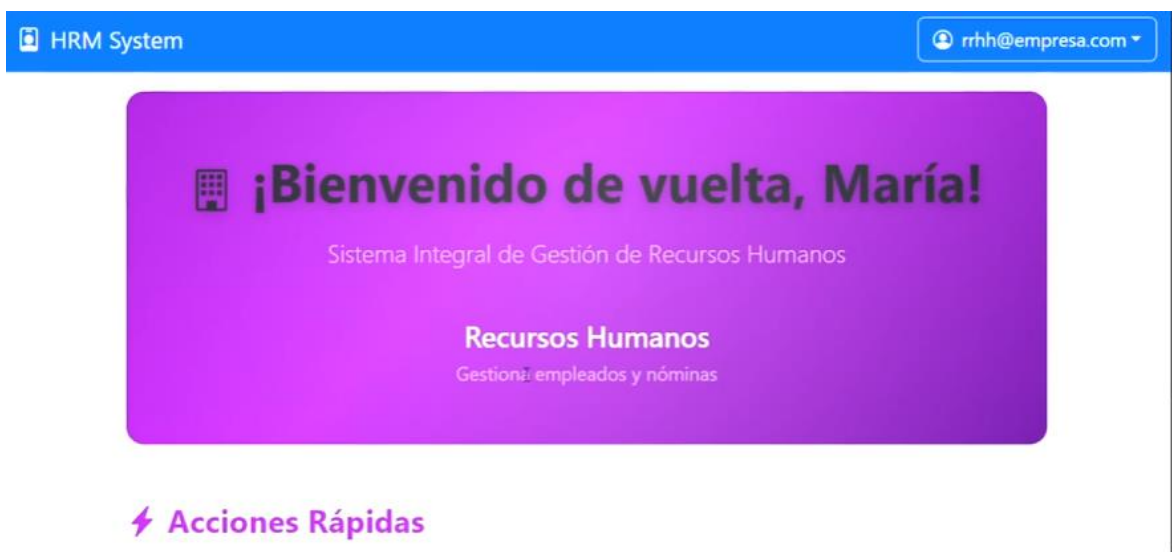 HRM System
rrhh@empresa.com
¡Bienvenido de vuelta, María!
Sistema Integral de Gestión de Recursos Humanos
Recursos Humanos
Gestiona empleados y nóminas
Acciones Rápidas